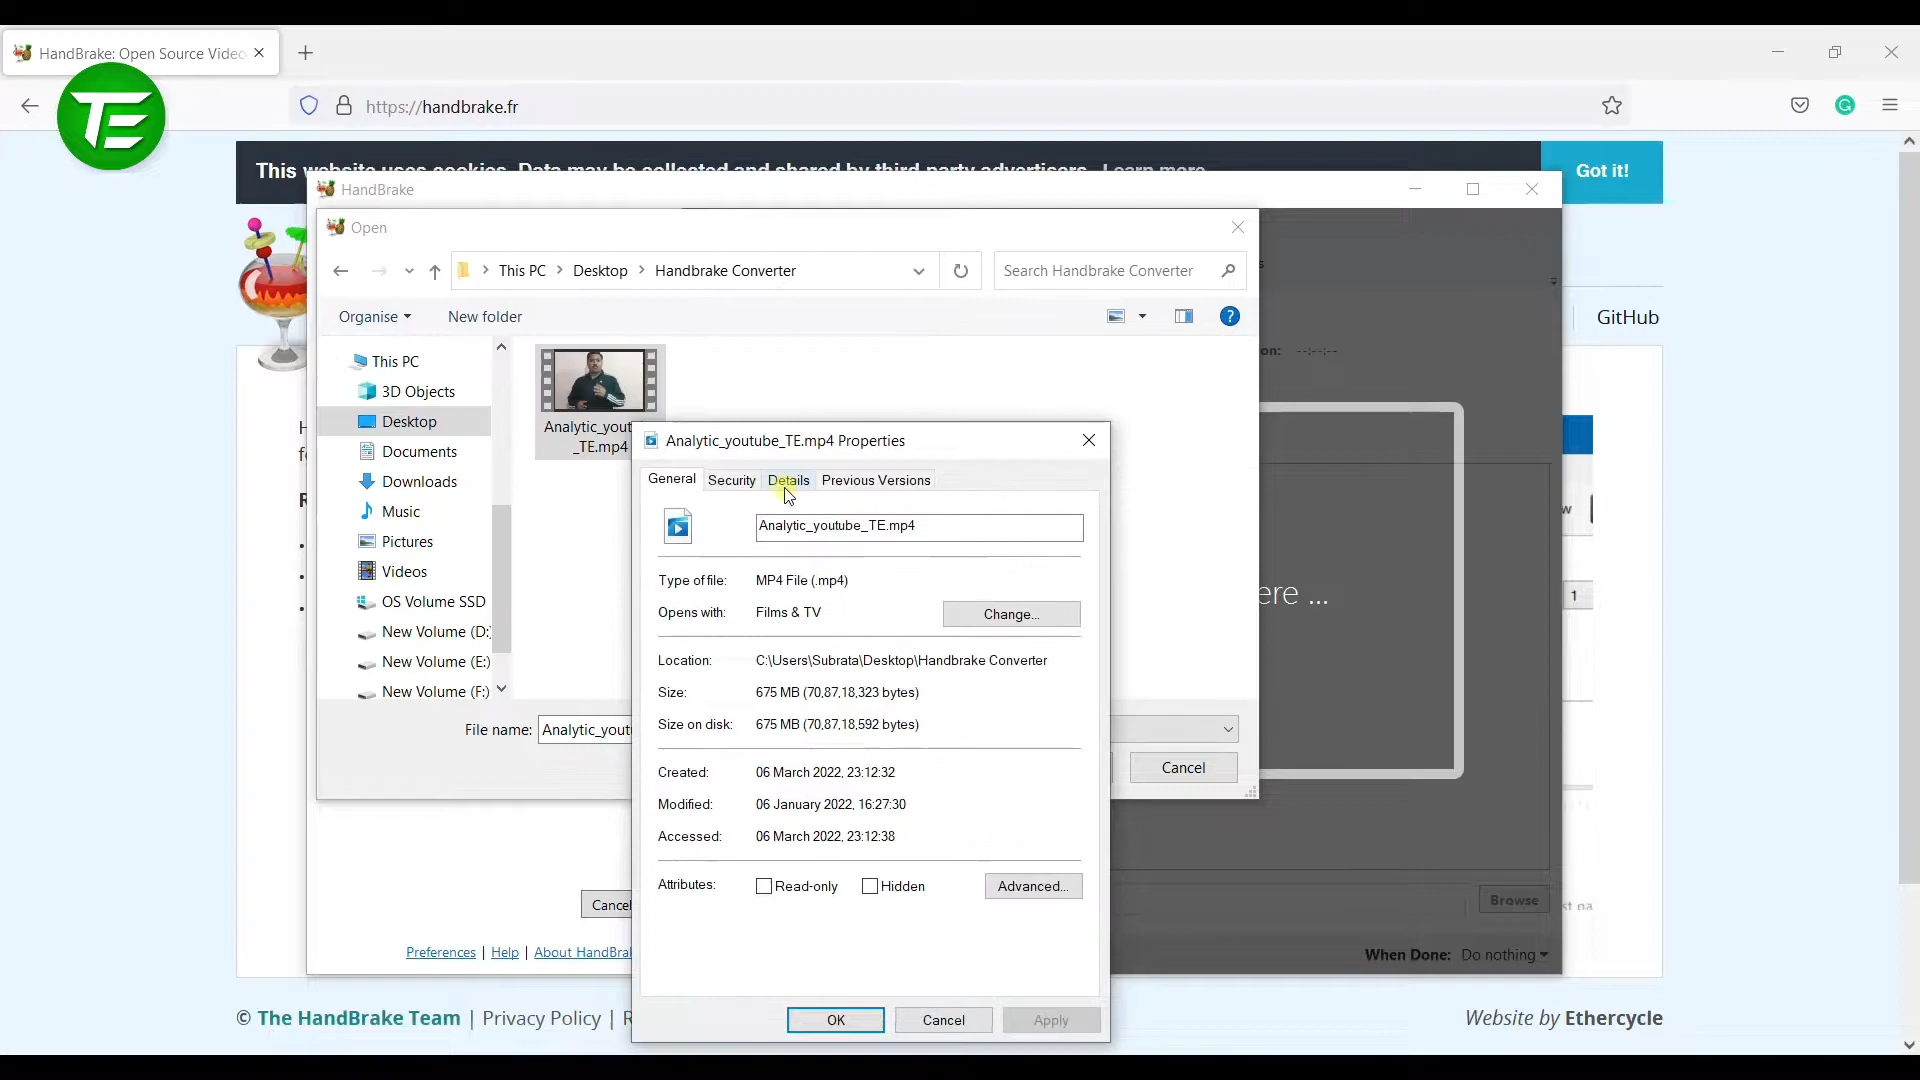 HandBrake: Open Source Video
TE
https://handbrake.fr
This website uses cookies. Data may be collected and shared by third party advertisers. Learn more
Got it!
HandBrake
Open
This PC > Desktop > Handbrake Converter
Search Handbrake Converter
Organise
New folder
GitHub
This PC
3D Objects
Desktop
Documents
Downloads
Music
Pictures
Videos
OS Volume SSD
New Volume (D:)
New Volume (E:)
New Volume (F:)
Analytic_yout
_TE.mp4
on: --:--:--
ere ...
1
File name: Analytic_yout
Cancel
Analytic_youtube_TE.mp4 Properties
General
Security
Details
Previous Versions
Analytic_youtube_TE.mp4
Type of file: MP4 File (.mp4)
Opens with: Films & TV
Change...
Location: C:\Users\Subrata\Desktop\Handbrake Converter
Size: 675 MB (70,87,18,323 bytes)
Size on disk: 675 MB (70,87,18,592 bytes)
Created: 06 March 2022, 23:12:32
Modified: 06 January 2022, 16:27:30
Accessed: 06 March 2022, 23:12:38
Attributes: Read-only Hidden
Advanced...
OK
Cancel
Apply
Cancel
Browse
Preferences | Help | About HandBrak
When Done: Do nothing
© The HandBrake Team | Privacy Policy | R
Website by Ethercycle